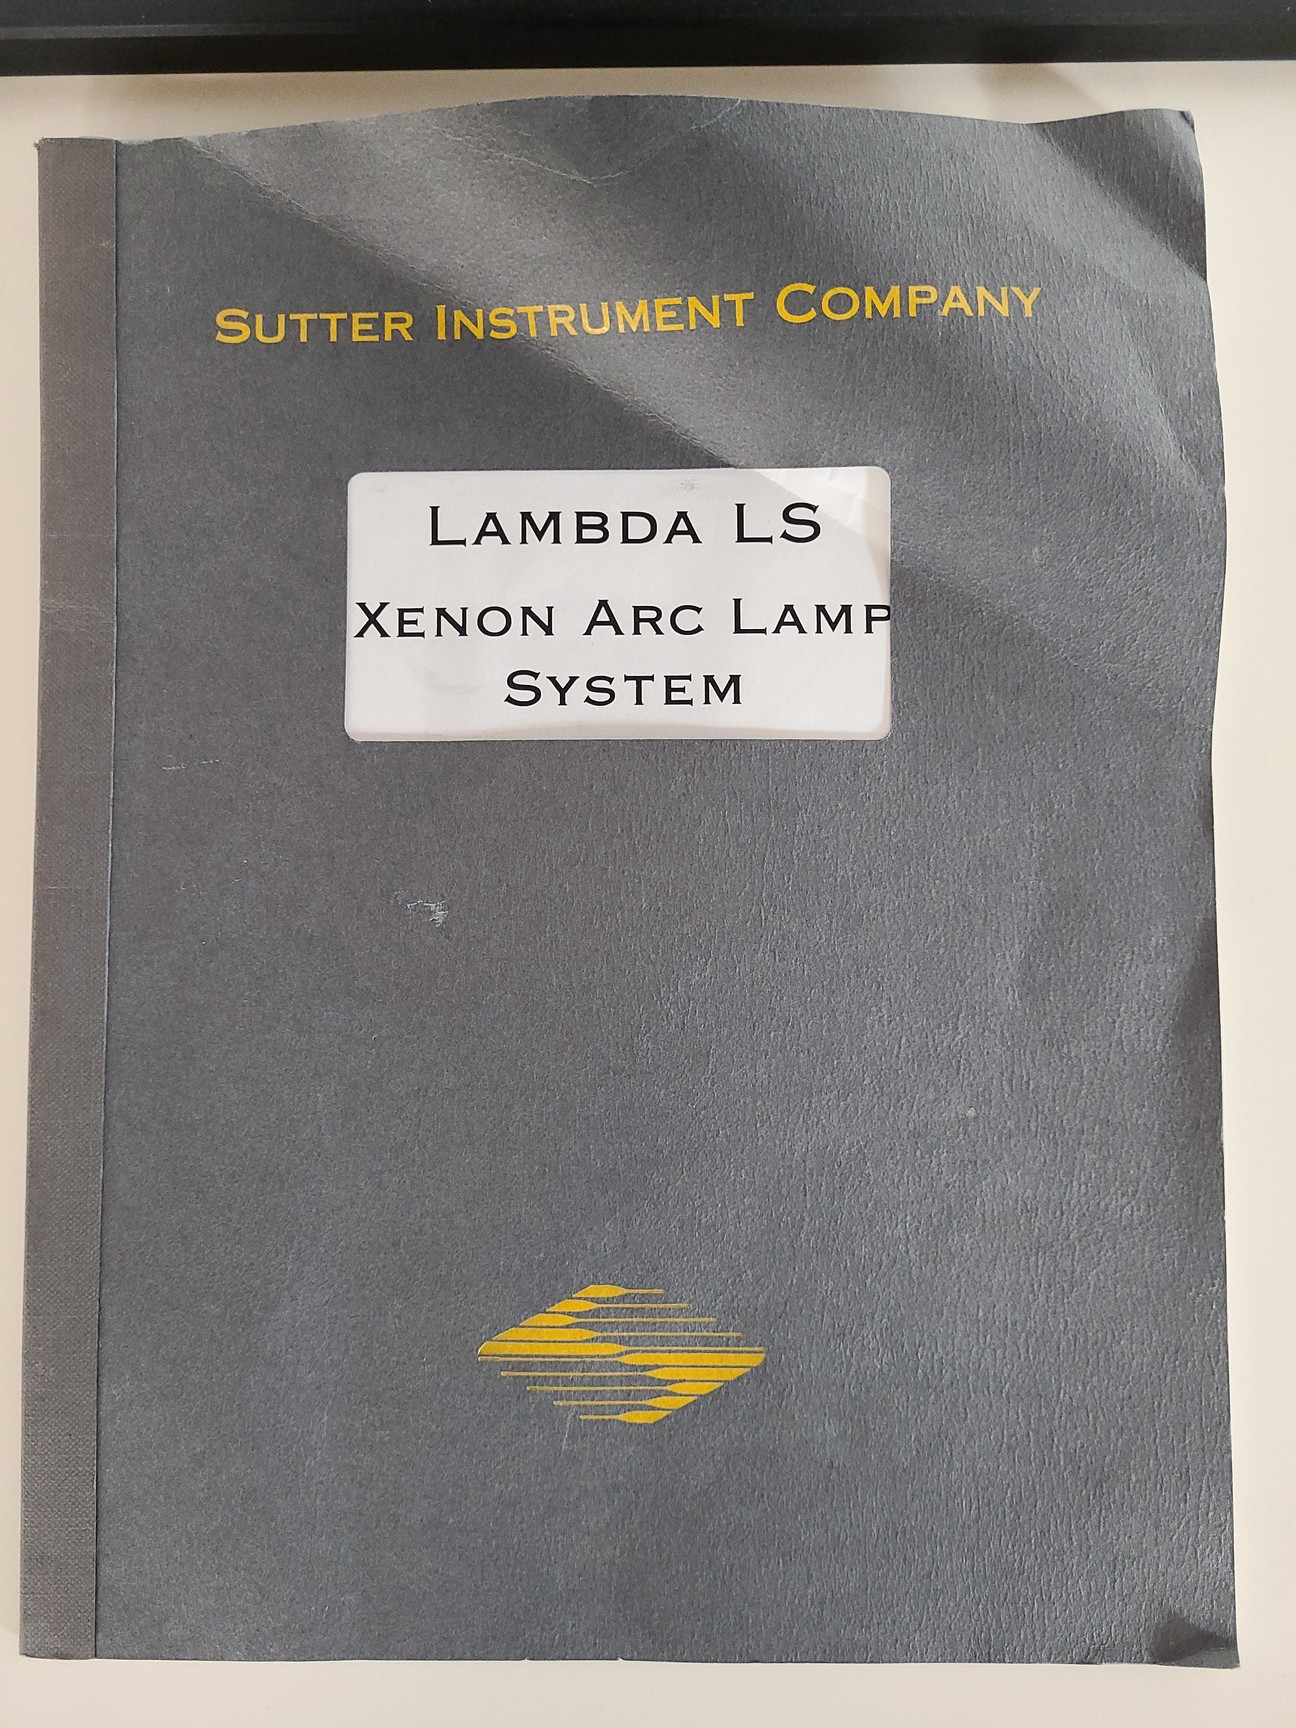 Sutter Instrument Company
Lambda LS
Xenon Arc Lamp
System